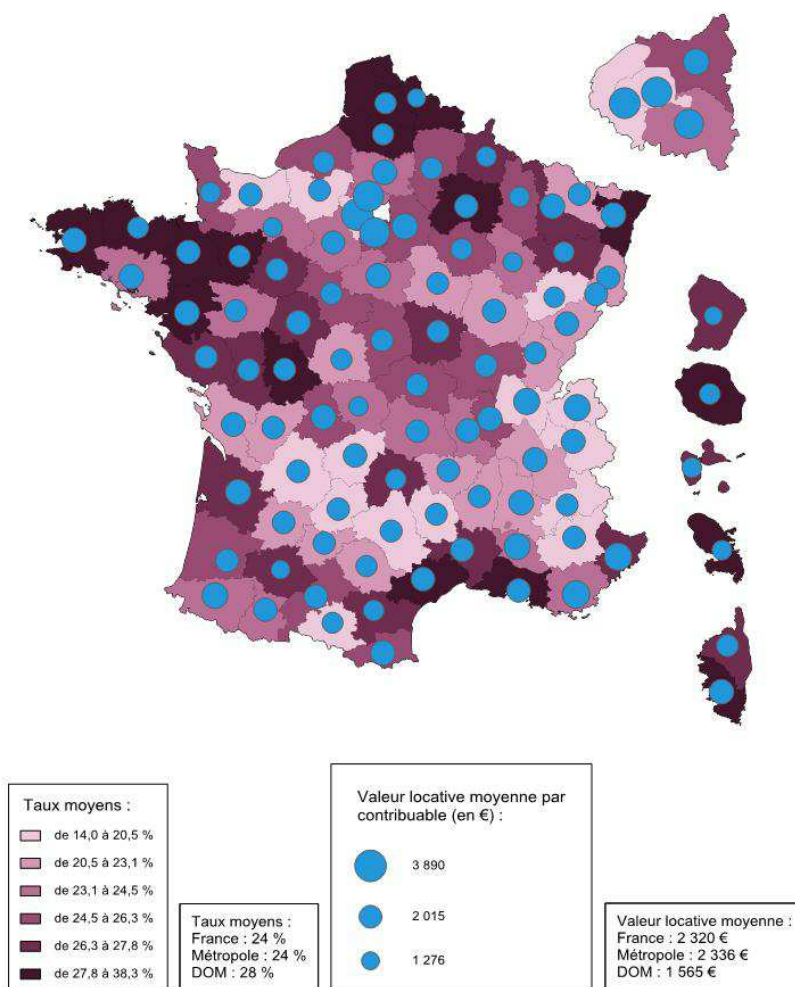 Taux moyens :
de 14,0 à 20,5 %
de 20,5 à 23,1 %
de 23,1 à 24,5 %
de 24,5 à 26,3 %
de 26,3 à 27,8 %
de 27,8 à 38,3 %
Taux moyens :
France : 24 %
Métropole : 24 %
DOM : 28 %
Valeur locative moyenne par
contribuable (en €) :
3 890
2 015
1 276
Valeur locative moyenne :
France : 2 320 €
Métropole : 2 336 €
DOM : 1 565 €